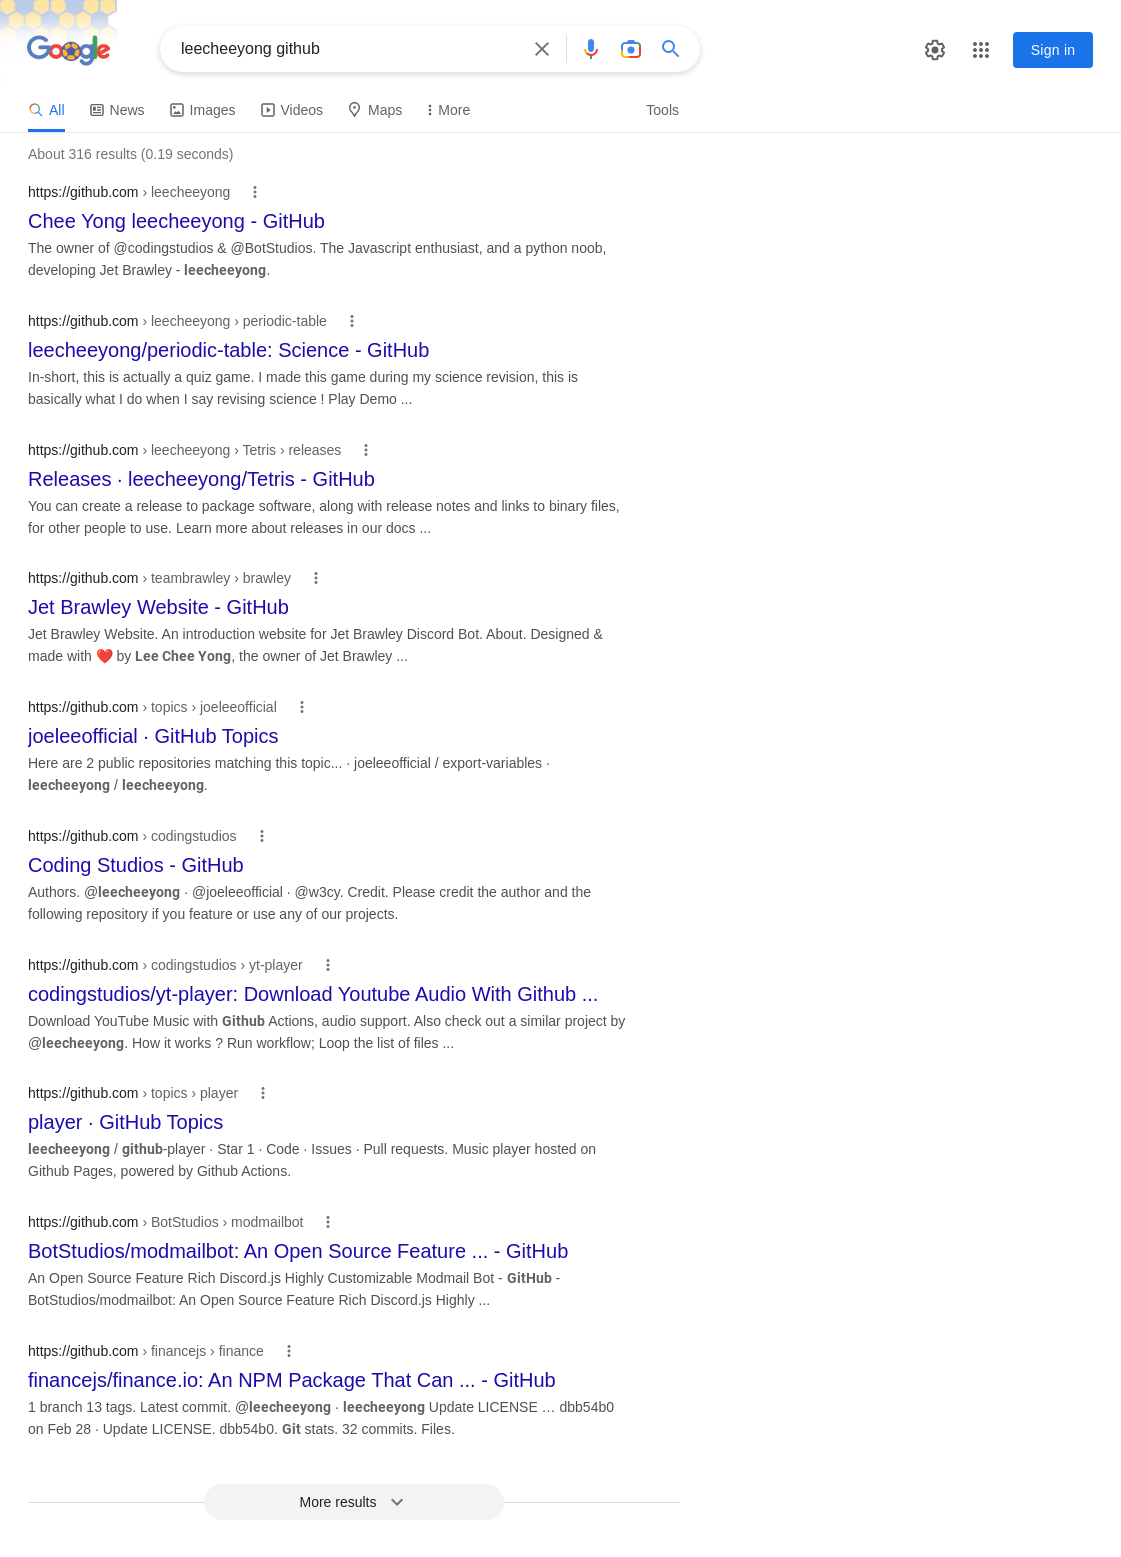 Google
leecheeyong github
Sign in
All
News
Images
Videos
Maps
More
Tools
About 316 results (0.19 seconds)
https://github.com › leecheeyong
Chee Yong leecheeyong - GitHub
The owner of @codingstudios & @BotStudios. The Javascript enthusiast, and a python noob,
developing Jet Brawley - leecheeyong.
https://github.com › leecheeyong › periodic-table
leecheeyong/periodic-table: Science - GitHub
In-short, this is actually a quiz game. I made this game during my science revision, this is
basically what I do when I say revising science ! Play Demo ...
https://github.com › leecheeyong › Tetris › releases
Releases · leecheeyong/Tetris - GitHub
You can create a release to package software, along with release notes and links to binary files,
for other people to use. Learn more about releases in our docs ...
https://github.com › teambrawley › brawley
Jet Brawley Website - GitHub
Jet Brawley Website. An introduction website for Jet Brawley Discord Bot. About. Designed &
made with ❤️ by Lee Chee Yong, the owner of Jet Brawley ...
https://github.com › topics › joeleeofficial
joeleeofficial · GitHub Topics
Here are 2 public repositories matching this topic... · joeleeofficial / export-variables ·
leecheeyong / leecheeyong.
https://github.com › codingstudios
Coding Studios - GitHub
Authors. @leecheeyong · @joeleeofficial · @w3cy. Credit. Please credit the author and the
following repository if you feature or use any of our projects.
https://github.com › codingstudios › yt-player
codingstudios/yt-player: Download Youtube Audio With Github ...
Download YouTube Music with Github Actions, audio support. Also check out a similar project by
@leecheeyong. How it works ? Run workflow; Loop the list of files ...
https://github.com › topics › player
player · GitHub Topics
leecheeyong / github-player · Star 1 · Code · Issues · Pull requests. Music player hosted on
Github Pages, powered by Github Actions.
https://github.com › BotStudios › modmailbot
BotStudios/modmailbot: An Open Source Feature ... - GitHub
An Open Source Feature Rich Discord.js Highly Customizable Modmail Bot - GitHub -
BotStudios/modmailbot: An Open Source Feature Rich Discord.js Highly ...
https://github.com › financejs › finance
financejs/finance.io: An NPM Package That Can ... - GitHub
1 branch 13 tags. Latest commit. @leecheeyong · leecheeyong Update LICENSE … dbb54b0
on Feb 28 · Update LICENSE. dbb54b0. Git stats. 32 commits. Files.
More results